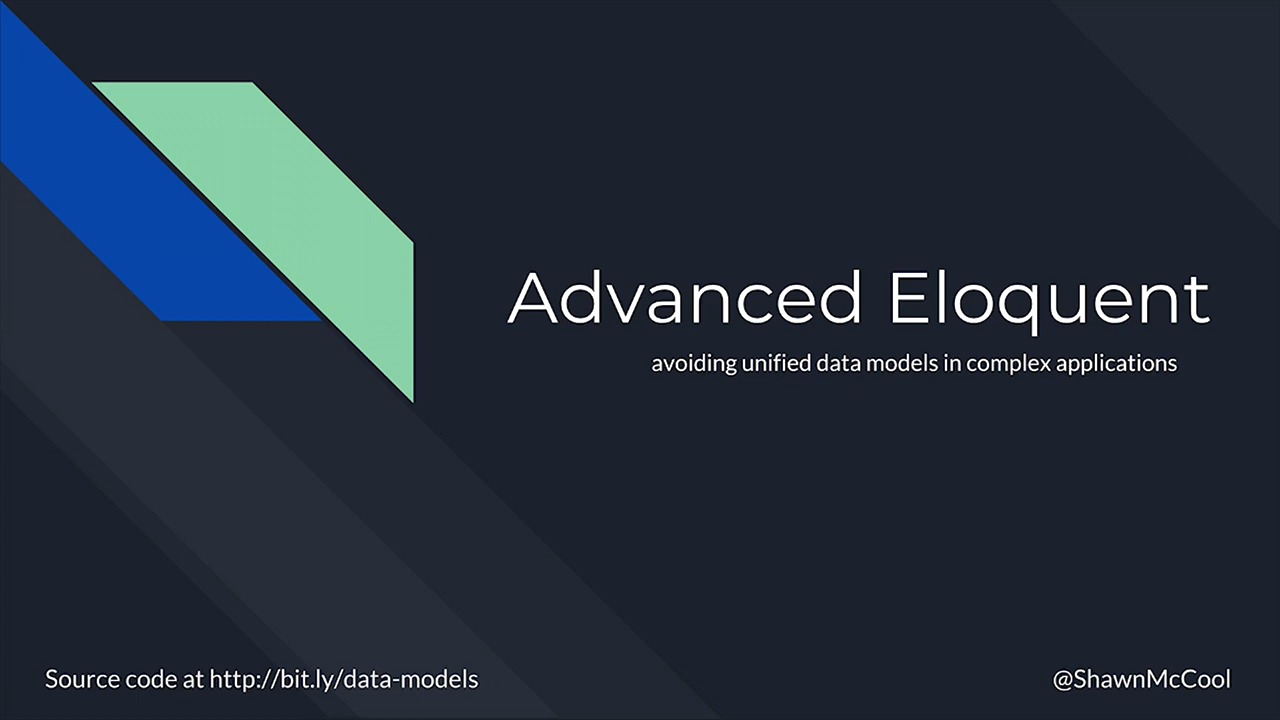 Advanced Eloquent
avoiding unified data models in complex applications
Source code at http://bit.ly/data-models
@ShawnMcCool